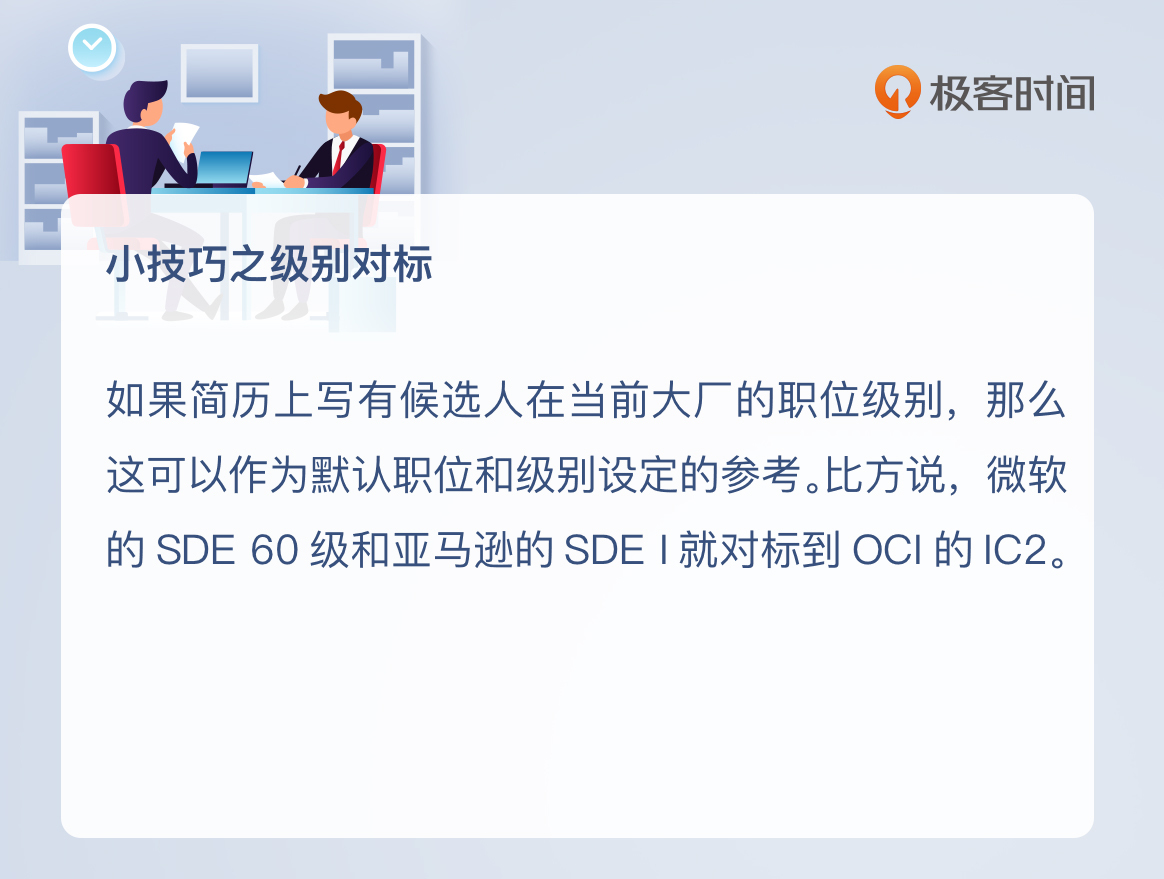 极客时间
小技巧之级别对标
如果简历上写有候选人在当前大厂的职位级别，那么
这可以作为默认职位和级别设定的参考。比方说，微软
的 SDE 60 级和亚马逊的 SDE I 就对标到 OCI 的 IC2。